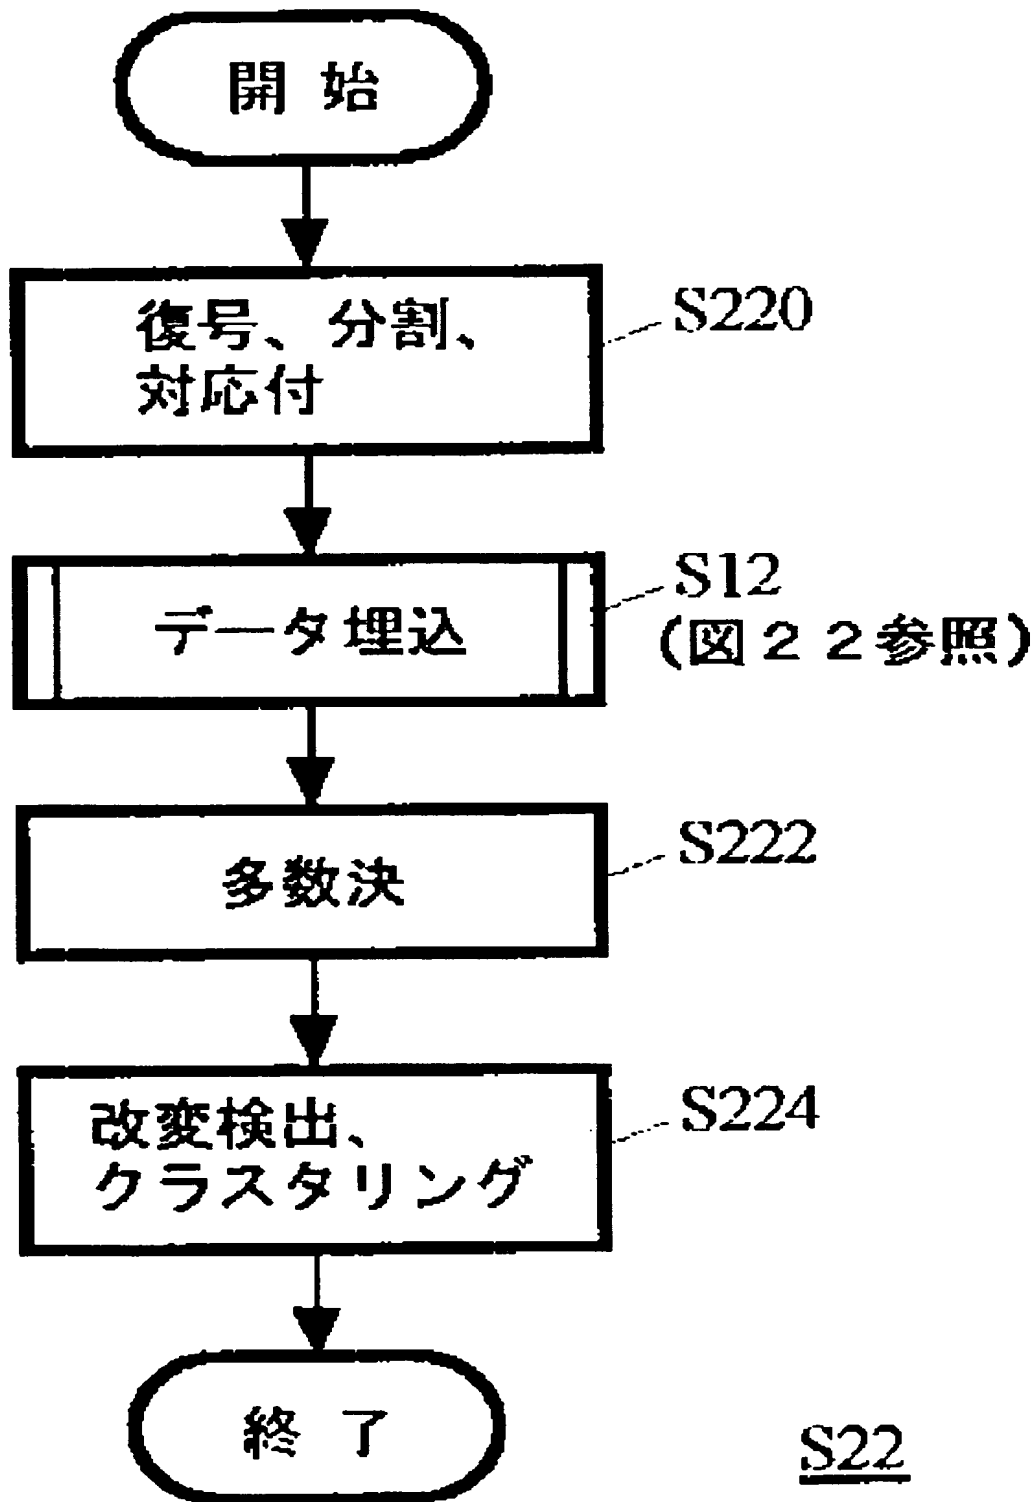 開始
復号、分割、
対応付
S220
データ埋込
S12
(図22参照)
多数決
S222
改変検出、
クラスタリング
S224
終了
S22